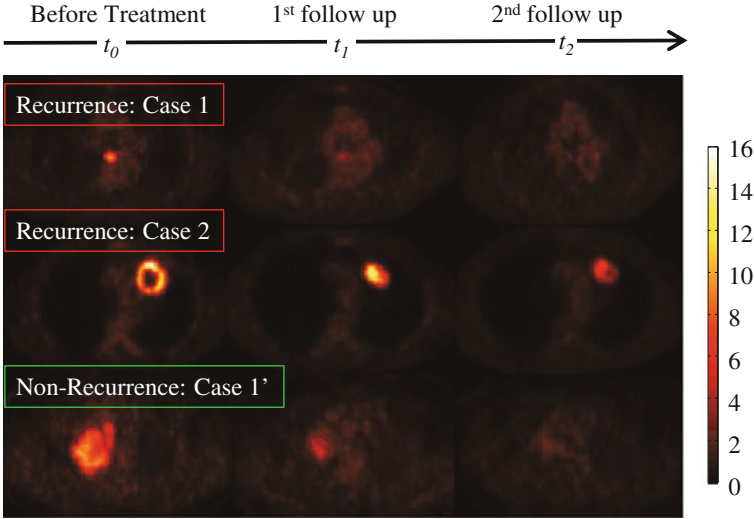 Before Treatment 1st follow up 2nd follow up
t0 t1 t2
Recurrence: Case 1
Recurrence: Case 2
Non-Recurrence: Case 1’
16
14
12
10
8
6
4
2
0